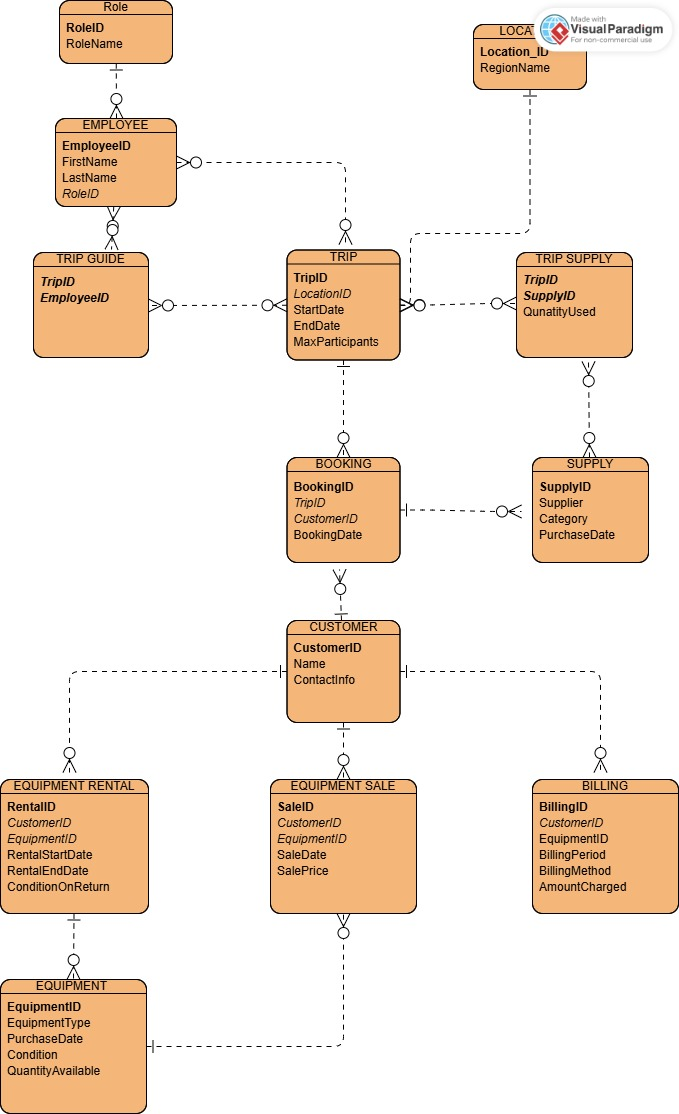 Role
RoleID
RoleName
Made with
VisualParadigm
For non-commercial use
Location_ID
RegionName
EMPLOYEE
EmployeeID
FirstName
LastName
RoleID
TRIP GUIDE
TripID
EmployeeID
TRIP
TripID
LocationID
StartDate
EndDate
MaxParticipants
TRIP SUPPLY
TripID
SupplyID
QunatityUsed
BOOKING
BookingID
TripID
CustomerID
BookingDate
SUPPLY
SupplyID
Supplier
Category
PurchaseDate
CUSTOMER
CustomerID
Name
ContactInfo
EQUIPMENT RENTAL
RentalID
CustomerID
EquipmentID
RentalStartDate
RentalEndDate
ConditionOnReturn
EQUIPMENT SALE
SaleID
CustomerID
EquipmentID
SaleDate
SalePrice
BILLING
BillingID
CustomerID
EquipmentID
BillingPeriod
BillingMethod
AmountCharged
EQUIPMENT
EquipmentID
EquipmentType
PurchaseDate
Condition
QuantityAvailable